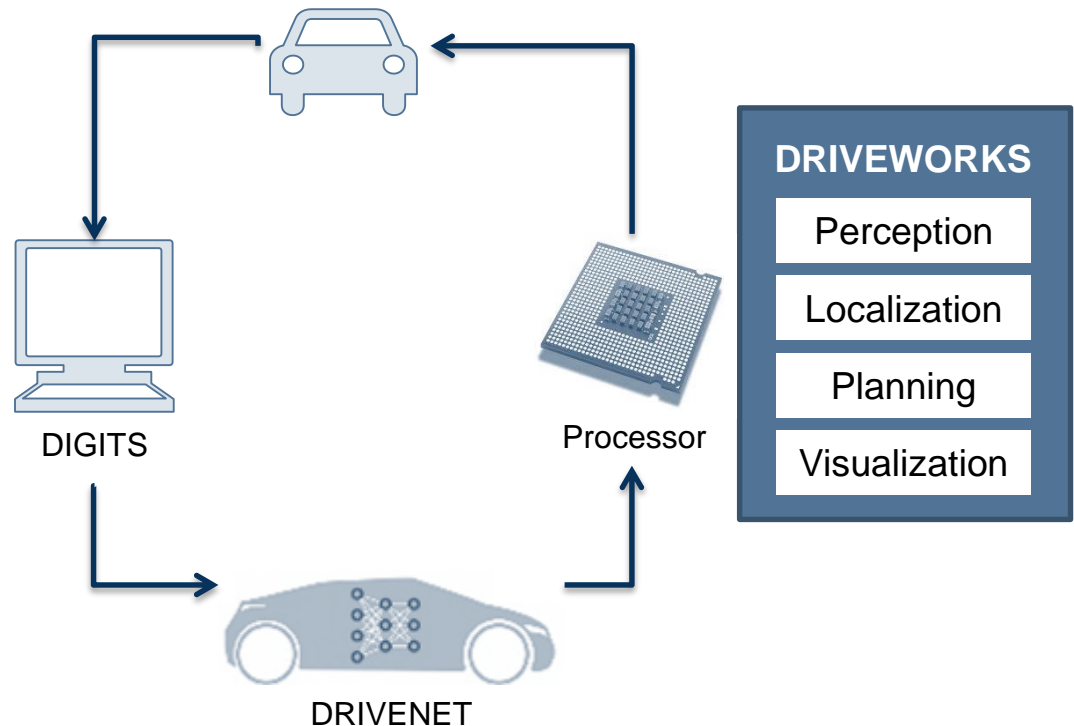 DRIVEWORKS
Perception
Localization
Planning
Visualization
DIGITS
Processor
DRIVENET